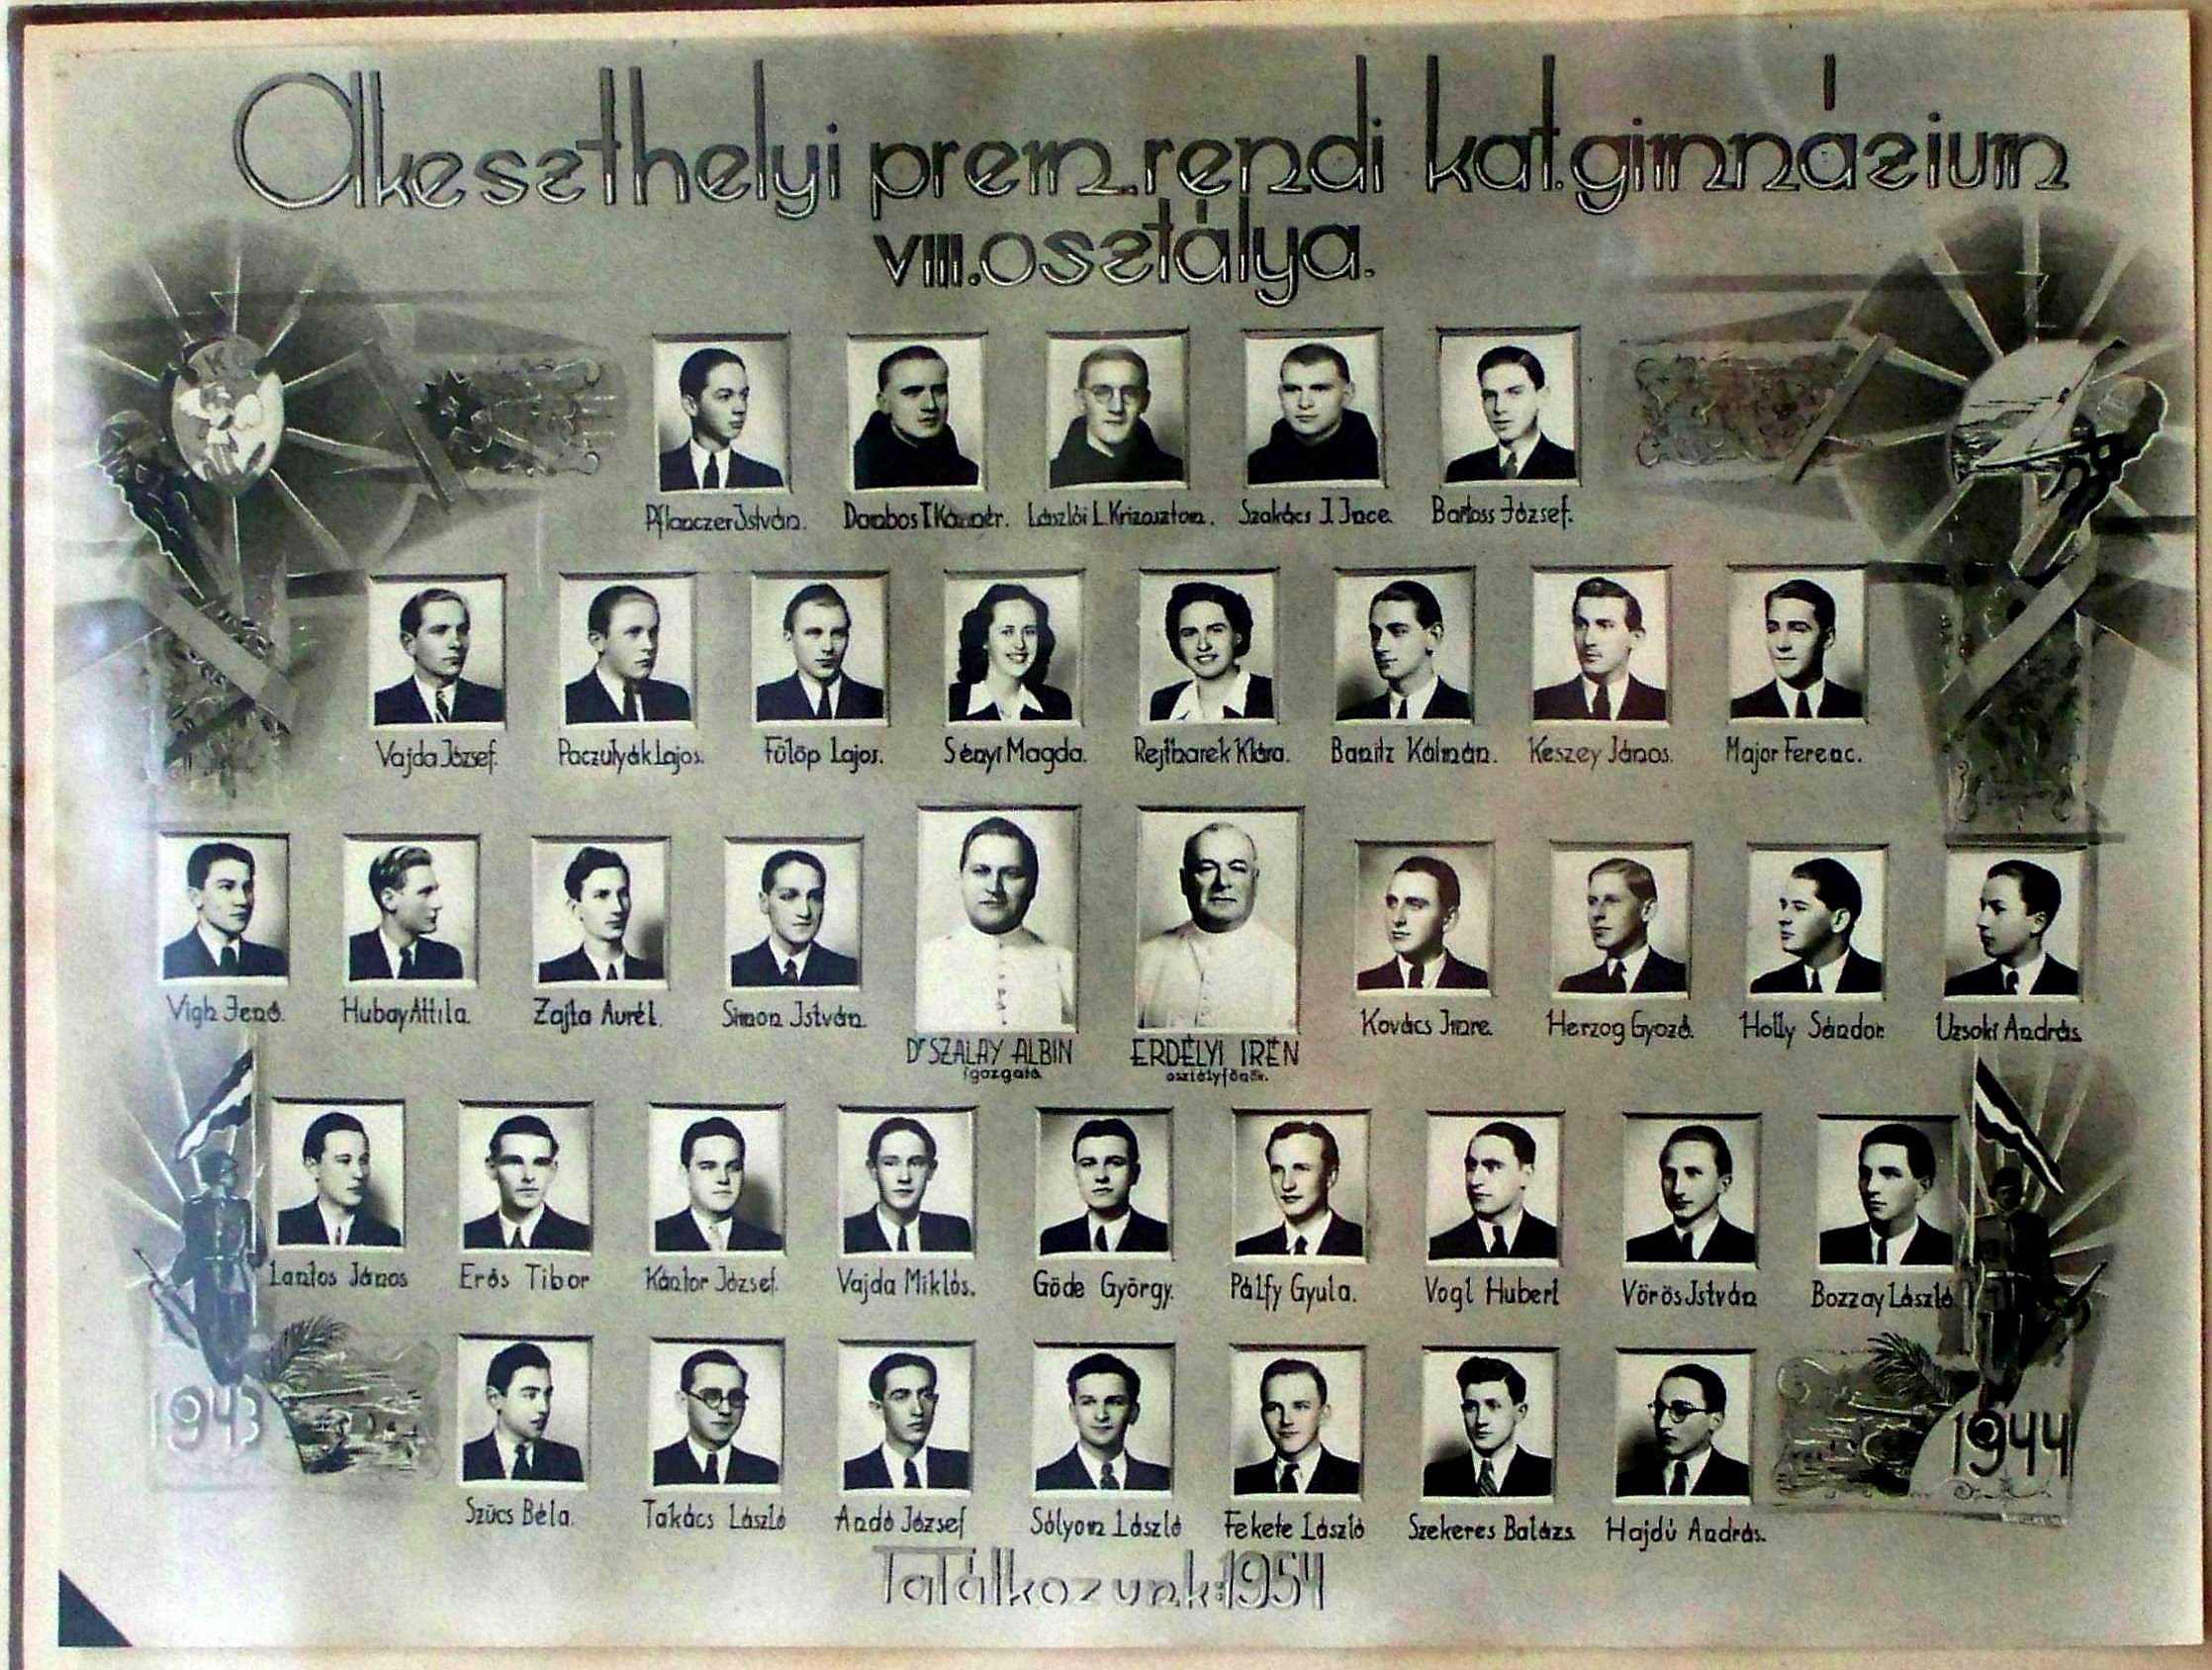 A keszthelyi prem. rendi kat. gimnázium
VIII. osztálya.
Pflanczer István. Dombos T. László L. Krizosztom. Szakács J. Ince. Bartoss József.
Vajda József. Paczulyák Lajos. Fülöp Lajos. Sényi Magda. Rejtharek Klára. Banitz Kálmán. Keszey János. Major Ferenc.
Vigh Jenő. Hubay Attila. Zajta Aurél. Simon István. Kovács Imre. Herzog Győző. Holly Sándor. Uzsoki András.
Dr SZALAY ALBIN ERDÉLYI IRÉN
igazgató. osztályfőnök.
Lantos János Erős Tibor Kántor József. Vajda Miklós. Göde György. Pálfy Gyula. Vogl Hubert Vörös István Bozzay László
1943 1944
Szűcs Béla. Takács László Andó József Sólyom László Fekete László Szekeres Balázs. Hajdú András.
Találkozunk: 1954